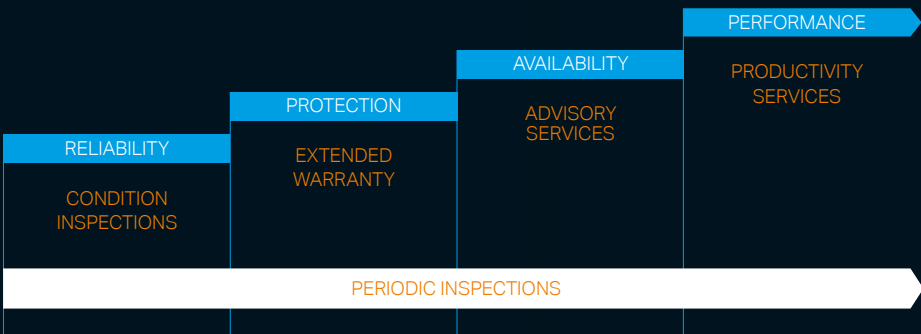 RELIABILITY
CONDITION
INSPECTIONS
PROTECTION
EXTENDED
WARRANTY
AVAILABILITY
ADVISORY
SERVICES
PERFORMANCE
PRODUCTIVITY
SERVICES
PERIODIC INSPECTIONS